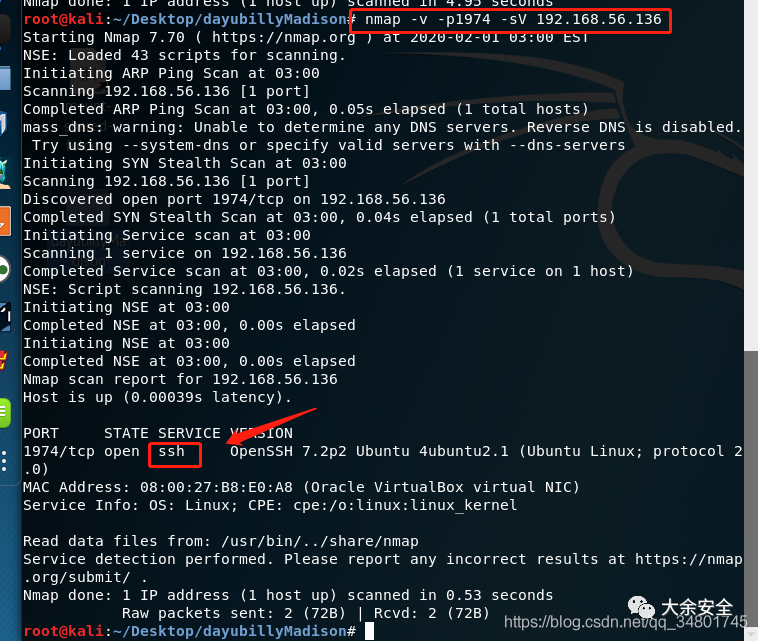 Nmap done: 1 IP address (1 host up) scanned in 4.95 seconds
root@kali:~/Desktop/dayubillyMadison# nmap -v -p1974 -sV 192.168.56.136
Starting Nmap 7.70 ( https://nmap.org ) at 2020-02-01 03:00 EST
NSE: Loaded 43 scripts for scanning.
Initiating ARP Ping Scan at 03:00
Scanning 192.168.56.136 [1 port]
Completed ARP Ping Scan at 03:00, 0.05s elapsed (1 total hosts)
mass_dns: warning: Unable to determine any DNS servers. Reverse DNS is disabled.
Try using --system-dns or specify valid servers with --dns-servers
Initiating SYN Stealth Scan at 03:00
Scanning 192.168.56.136 [1 port]
Discovered open port 1974/tcp on 192.168.56.136
Completed SYN Stealth Scan at 03:00, 0.04s elapsed (1 total ports)
Initiating Service scan at 03:00
Scanning 1 service on 192.168.56.136
Completed Service scan at 03:00, 0.02s elapsed (1 service on 1 host)
NSE: Script scanning 192.168.56.136.
Initiating NSE at 03:00
Completed NSE at 03:00, 0.00s elapsed
Initiating NSE at 03:00
Completed NSE at 03:00, 0.00s elapsed
Nmap scan report for 192.168.56.136
Host is up (0.00039s latency).
PORT STATE SERVICE VERSION
1974/tcp open ssh OpenSSH 7.2p2 Ubuntu 4ubuntu2.1 (Ubuntu Linux; protocol 2
.0)
MAC Address: 08:00:27:B8:E0:A8 (Oracle VirtualBox virtual NIC)
Service Info: OS: Linux; CPE: cpe:/o:linux:linux_kernel
Read data files from: /usr/bin/../share/nmap
Service detection performed. Please report any incorrect results at https://nmap
.org/submit/ .
Nmap done: 1 IP address (1 host up) scanned in 0.53 seconds
Raw packets sent: 2 (72B) | Rcvd: 2 (72B)
root@kali:~/Desktop/dayubillyMadison#
大余安全
https://blog.csdn.net/qq_34801745